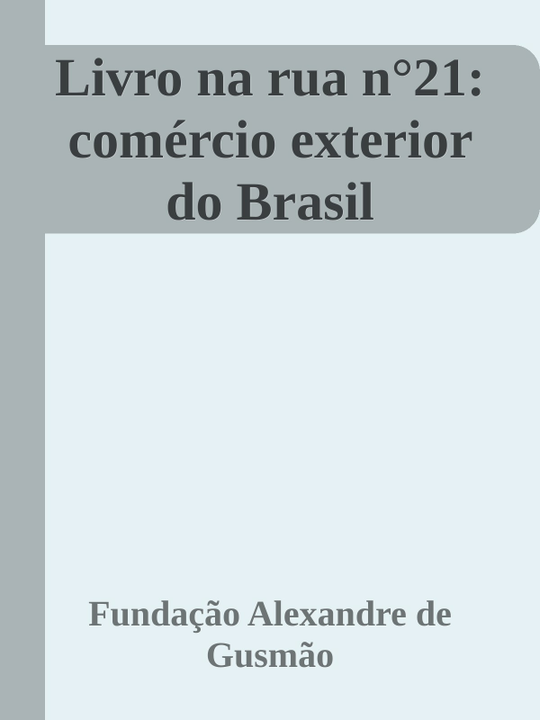 Livro na rua n°21:
comércio exterior
do Brasil
Fundação Alexandre de
Gusmão